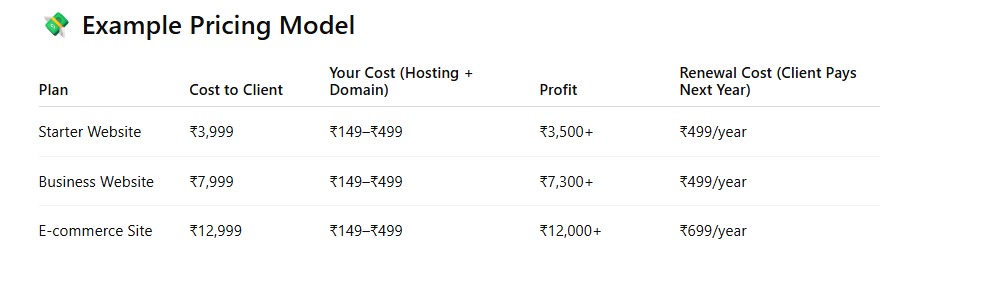 💸 Example Pricing Model
Plan Cost to Client Your Cost (Hosting + Domain) Profit Renewal Cost (Client Pays Next Year)
Starter Website ₹3,999 ₹149–₹499 ₹3,500+ ₹499/year
Business Website ₹7,999 ₹149–₹499 ₹7,300+ ₹499/year
E-commerce Site ₹12,999 ₹149–₹499 ₹12,000+ ₹699/year